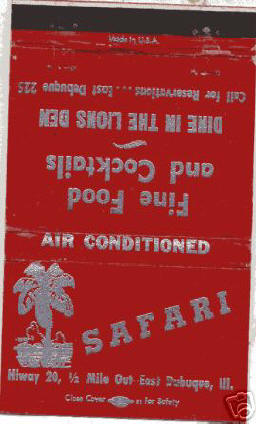 Made in U.S.A.
Call for Reservations ... East Dubuque 225
DINE IN THE LIONS DEN
Fine Food
and Cocktails
AIR CONDITIONED
SAFARI
Hiway 20, ½ Mile Out East Dubuque, Ill.
Close Cover for Safety